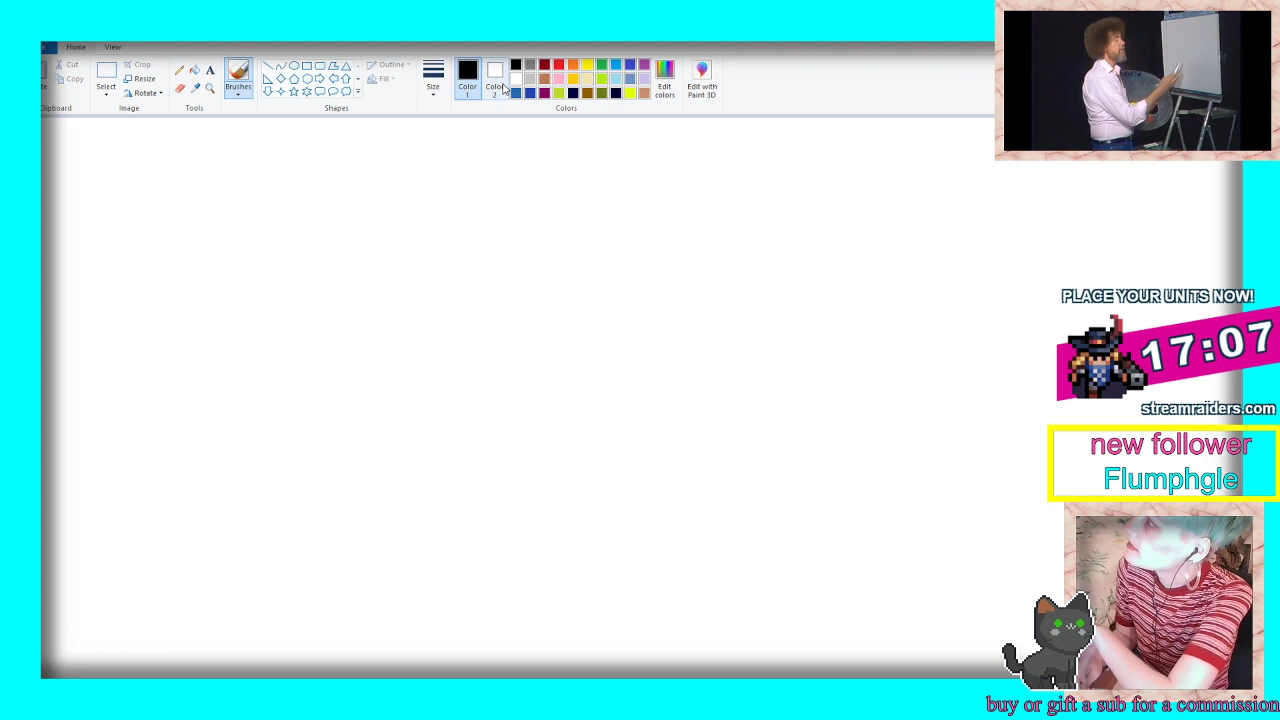 Home View
Cut
Copy
Clipboard
Select
Crop
Resize
Rotate
Image
Tools
Brushes
Shapes
Outline
Fill
Size
Color
1
Color
2
Colors
Edit
colors
Edit with
Paint 3D
PLACE YOUR UNITS NOW!
17:07
streamraiders.com
new follower
Flumphgle
buy or gift a sub for a commission